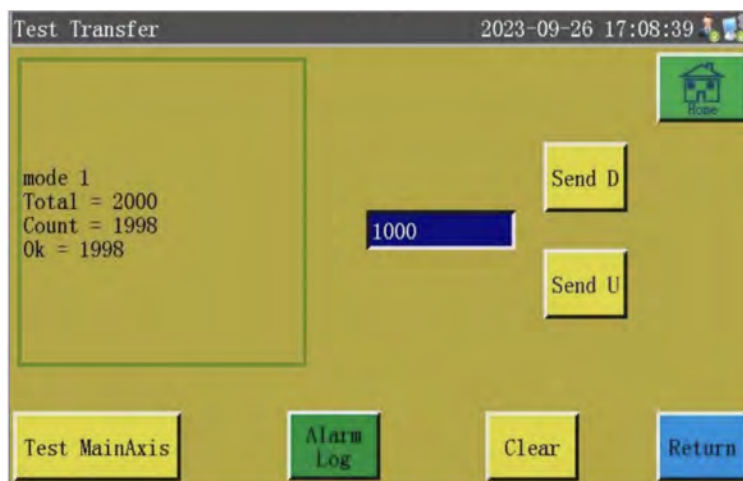 Test Transfer
2023-09-26 17:08:39
Home
mode 1
Total = 2000
Count = 1998
Ok = 1998
1000
Send D
Send U
Test MainAxis
Alarm
Log
Clear
Return